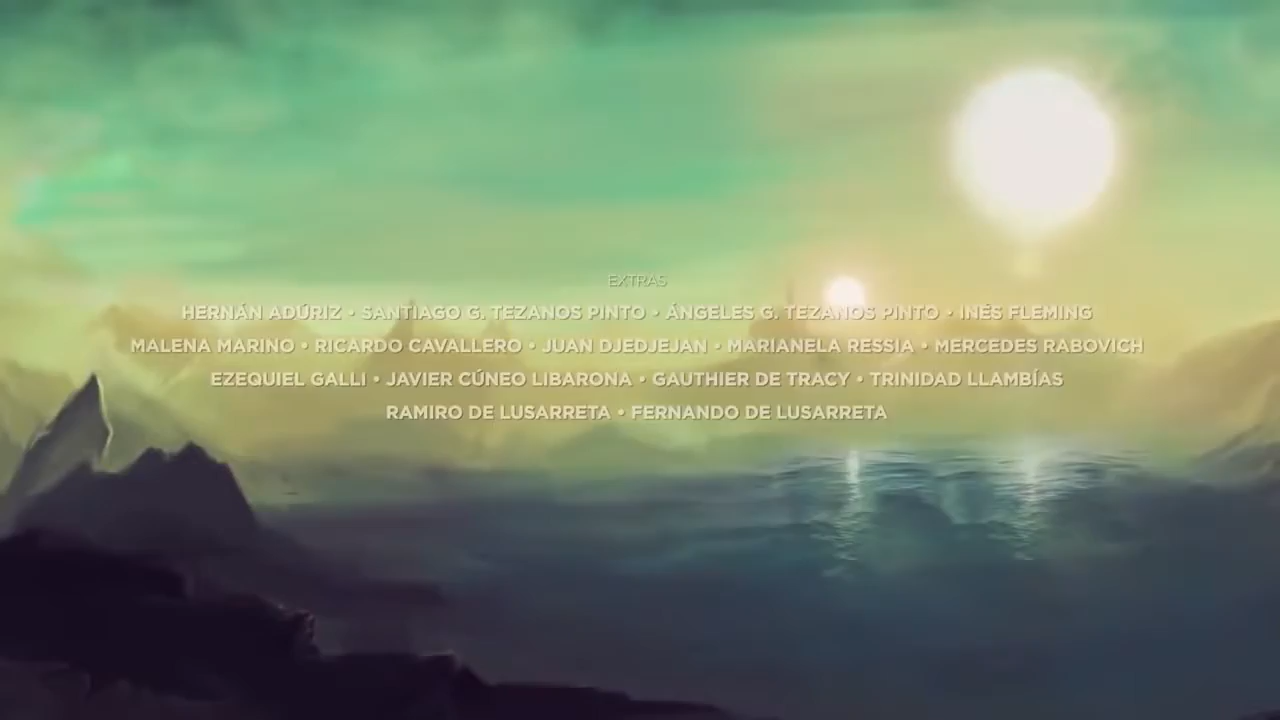 EXTRAS
HERNÁN ADÚRIZ • SANTIAGO G. TEZANOS PINTO • ÁNGELES G. TEZANOS PINTO • INÉS FLEMING
MALENA MARINO • RICARDO CAVALLERO • JUAN DJEDJEJAN • MARIANELA RESSIA • MERCEDES RABOVICH
EZEQUIEL GALLI • JAVIER CÚNEO LIBARONA • GAUTHIER DE TRACY • TRINIDAD LLAMBÍAS
RAMIRO DE LUSARRETA • FERNANDO DE LUSARRETA